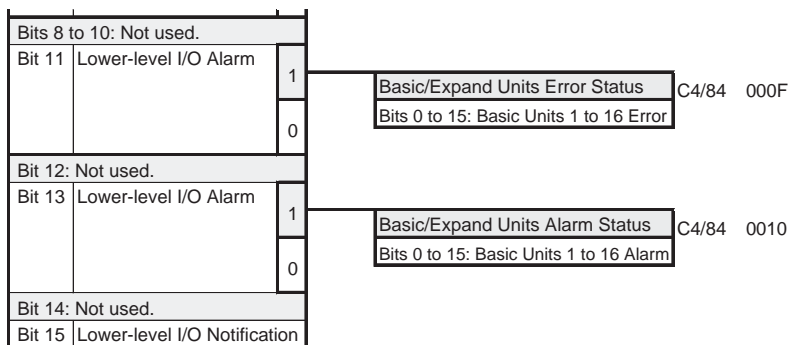 Bits 8 to 10: Not used.
Bit 11 Lower-level I/O Alarm
1
Basic/Expand Units Error Status C4/84 000F
Bits 0 to 15: Basic Units 1 to 16 Error
0
Bit 12: Not used.
Bit 13 Lower-level I/O Alarm
1
Basic/Expand Units Alarm Status C4/84 0010
Bits 0 to 15: Basic Units 1 to 16 Alarm
0
Bit 14: Not used.
Bit 15 Lower-level I/O Notification